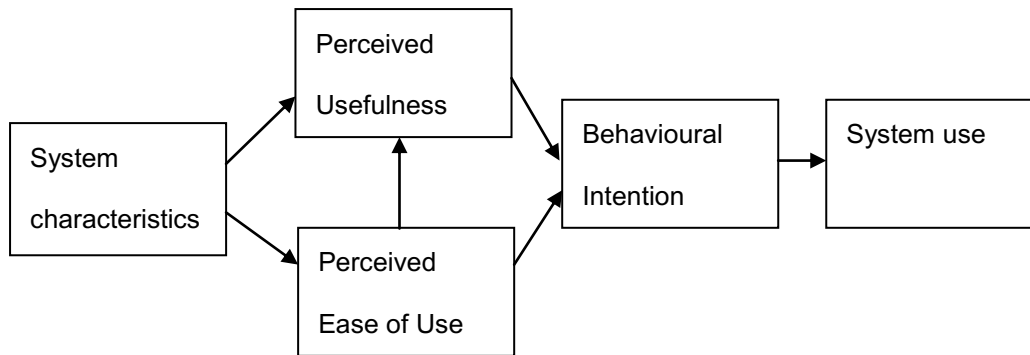 System
characteristics
Perceived
Usefulness
Perceived
Ease of Use
Behavioural
Intention
System use